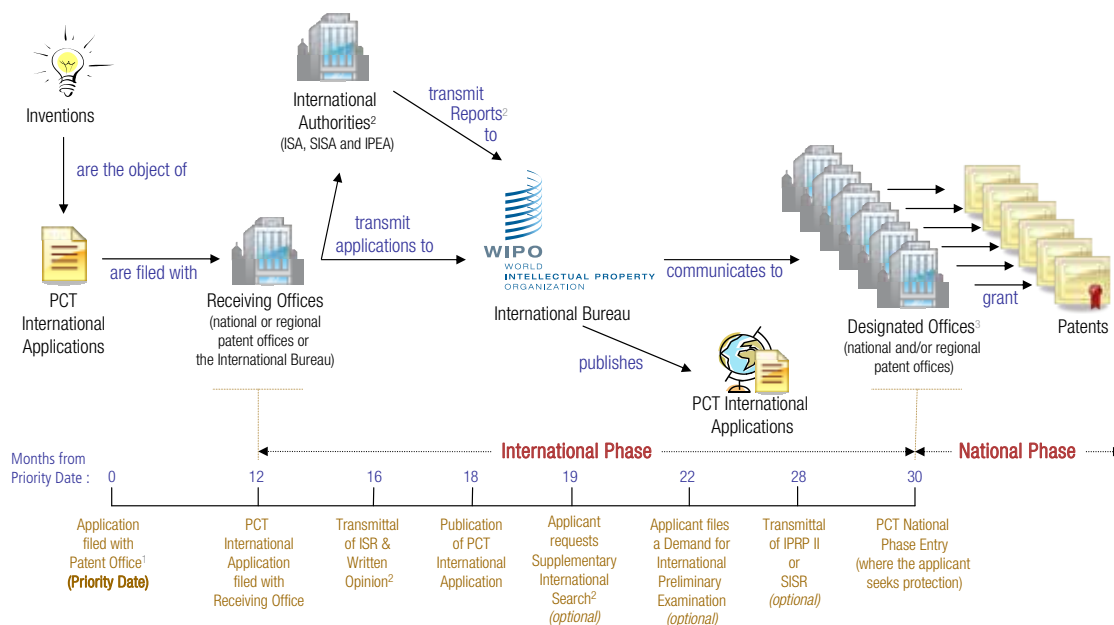 Inventions
are the object of
PCT
International
Applications
are filed with
Receiving Offices
(national or regional
patent offices or
the International Bureau)
International
Authorities²
(ISA, SISA and IPEA)
transmit
Reports²
to
transmit
applications to
WIPO
WORLD
INTELLECTUAL PROPERTY
ORGANIZATION
International Bureau
communicates to
publishes
PCT International
Applications
Designated Offices³
(national and/or regional
patent offices)
grant
Patents
International Phase
National Phase
Months from
Priority Date :
0
12
16
18
19
22
28
30
Application
filed with
Patent Office¹
(Priority Date)
PCT
International
Application
filed with
Receiving Office
Transmittal
of ISR &
Written
Opinion²
Publication
of PCT
International
Application
Applicant
requests
Supplementary
International
Search²
(optional)
Applicant files
a Demand for
International
Preliminary
Examination
(optional)
Transmittal
of IPRP II
or
SISR
(optional)
PCT National
Phase Entry
(where the applicant
seeks protection)